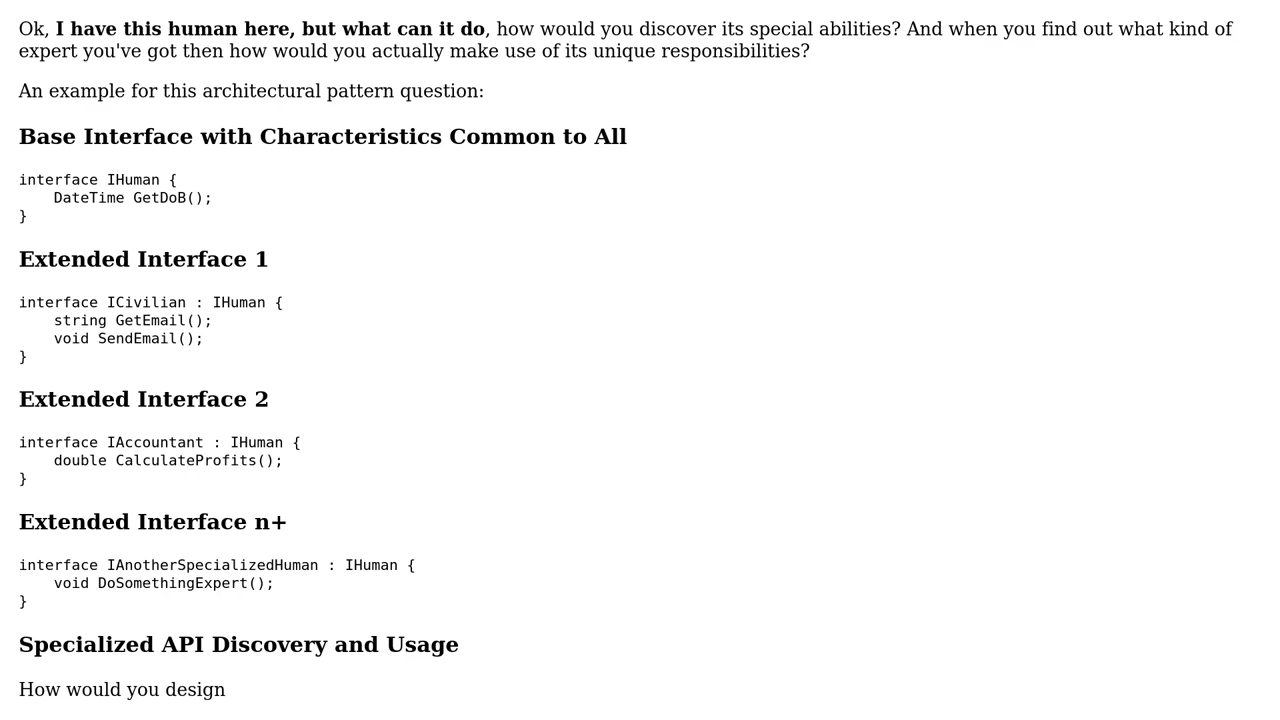 Ok, I have this human here, but what can it do, how would you discover its special abilities? And when you find out what kind of
expert you've got then how would you actually make use of its unique responsibilities?
An example for this architectural pattern question:
Base Interface with Characteristics Common to All
interface IHuman {
    DateTime GetDoB();
}
Extended Interface 1
interface ICivilian : IHuman {
    string GetEmail();
    void SendEmail();
}
Extended Interface 2
interface IAccountant : IHuman {
    double CalculateProfits();
}
Extended Interface n+
interface IAnotherSpecializedHuman : IHuman {
    void DoSomethingExpert();
}
Specialized API Discovery and Usage
How would you design